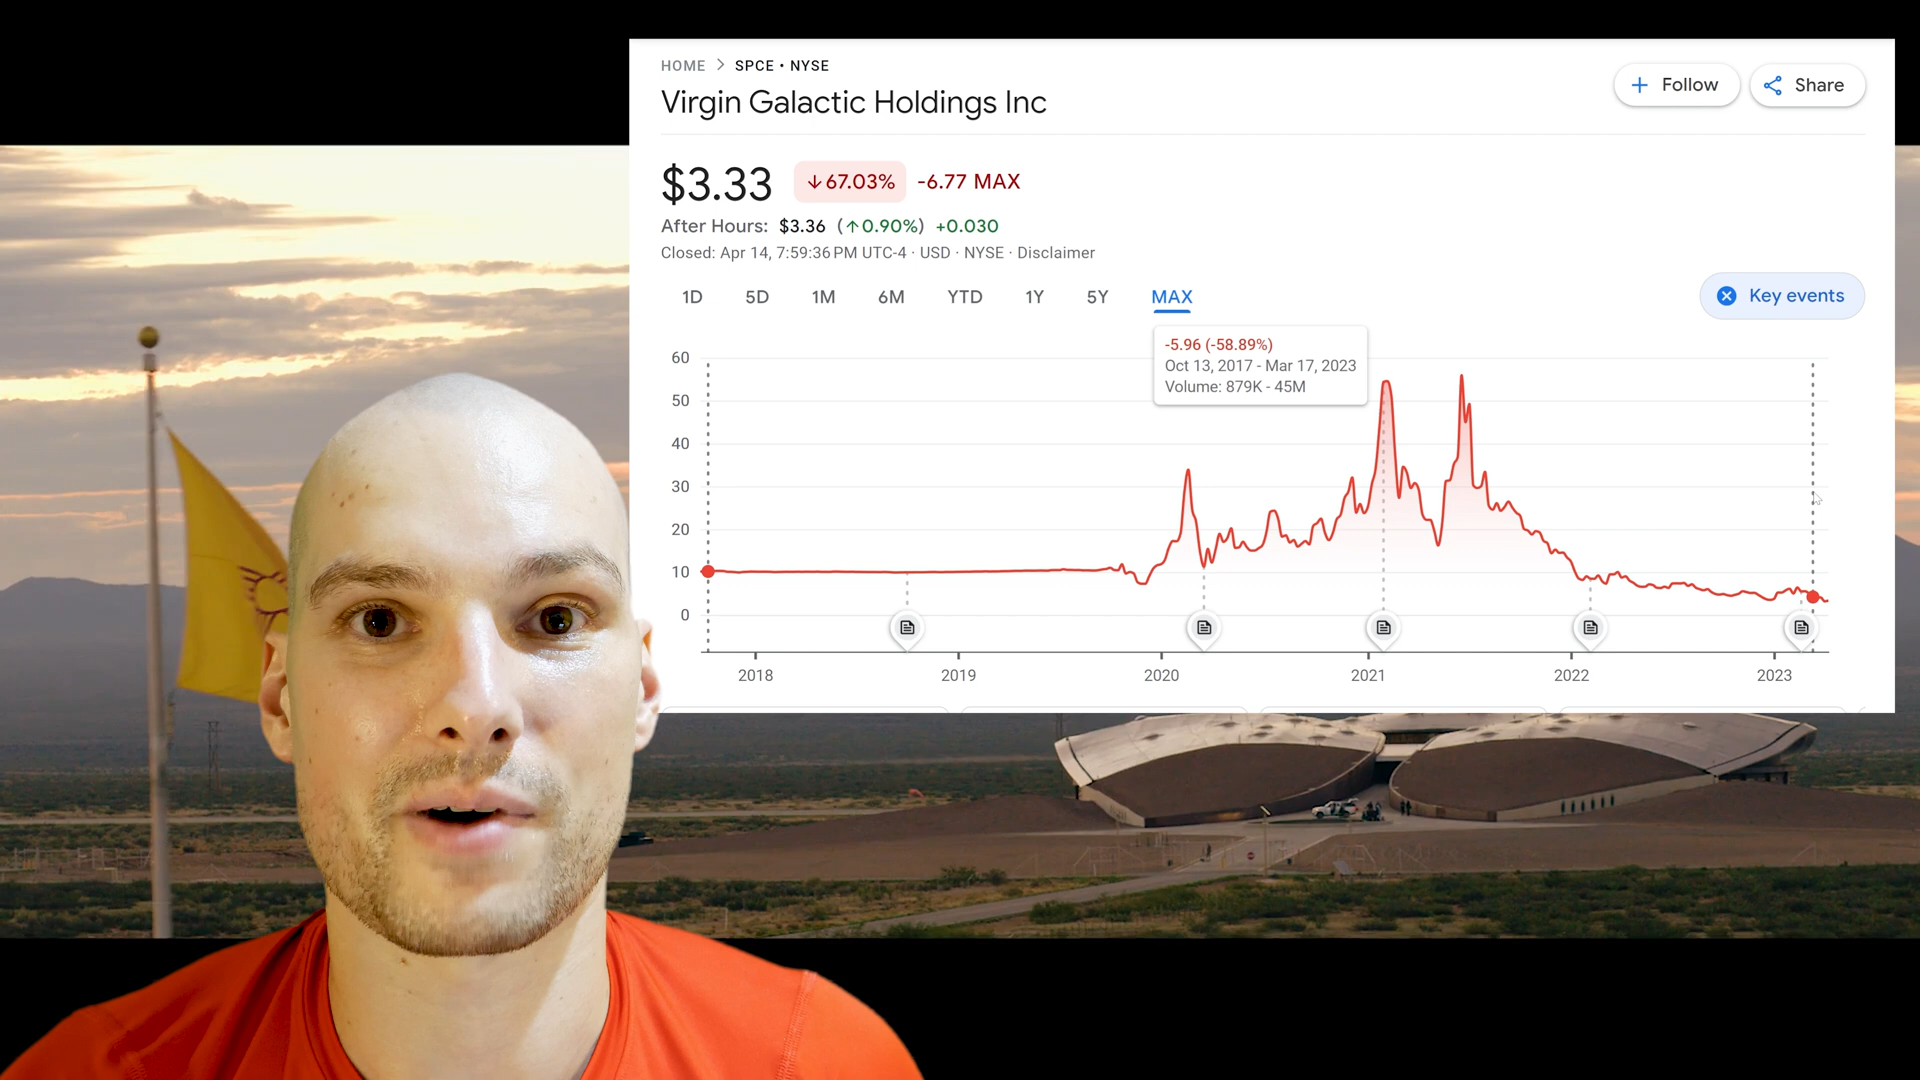 HOME > SPCE • NYSE
Virgin Galactic Holdings Inc
+ Follow
Share
$3.33 ↓67.03% -6.77 MAX
After Hours: $3.36 (↑0.90%) +0.030
Closed: Apr 14, 7:59:36 PM UTC-4 · USD · NYSE · Disclaimer
1D 5D 1M 6M YTD 1Y 5Y MAX
Key events
-5.96 (-58.89%)
Oct 13, 2017 - Mar 17, 2023
Volume: 879K - 45M
60
50
40
30
20
10
0
2018 2019 2020 2021 2022 2023